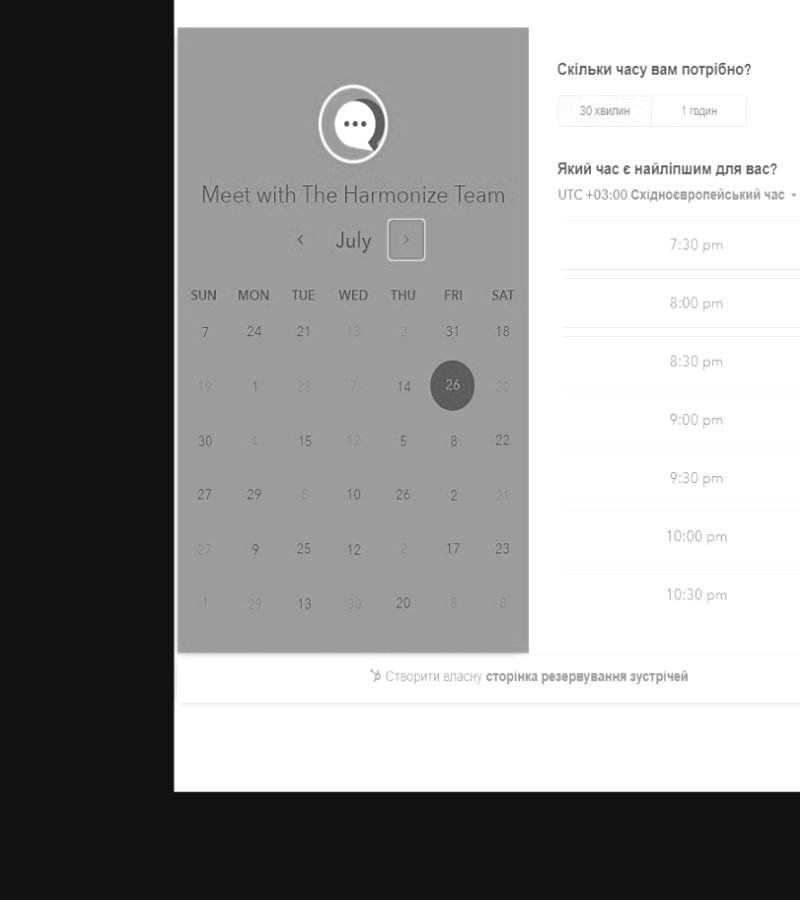 Meet with The Harmonize Team
July
SUN MON TUE WED THU FRI SAT
7 24 21 13 2 31 18
19 1 28 7 14 26 20
30 4 15 12 5 8 22
27 29 8 10 26 2 21
27 9 25 12 2 17 23
1 29 13 30 20 8 8
Скільки часу вам потрібно?
30 хвилин 1 годин
Який час є найліпшим для вас?
UTC +03:00 Східноєвропейський час
7:30 pm
8:00 pm
8:30 pm
9:00 pm
9:30 pm
10:00 pm
10:30 pm
Створити власну сторінка резервування зустрічей